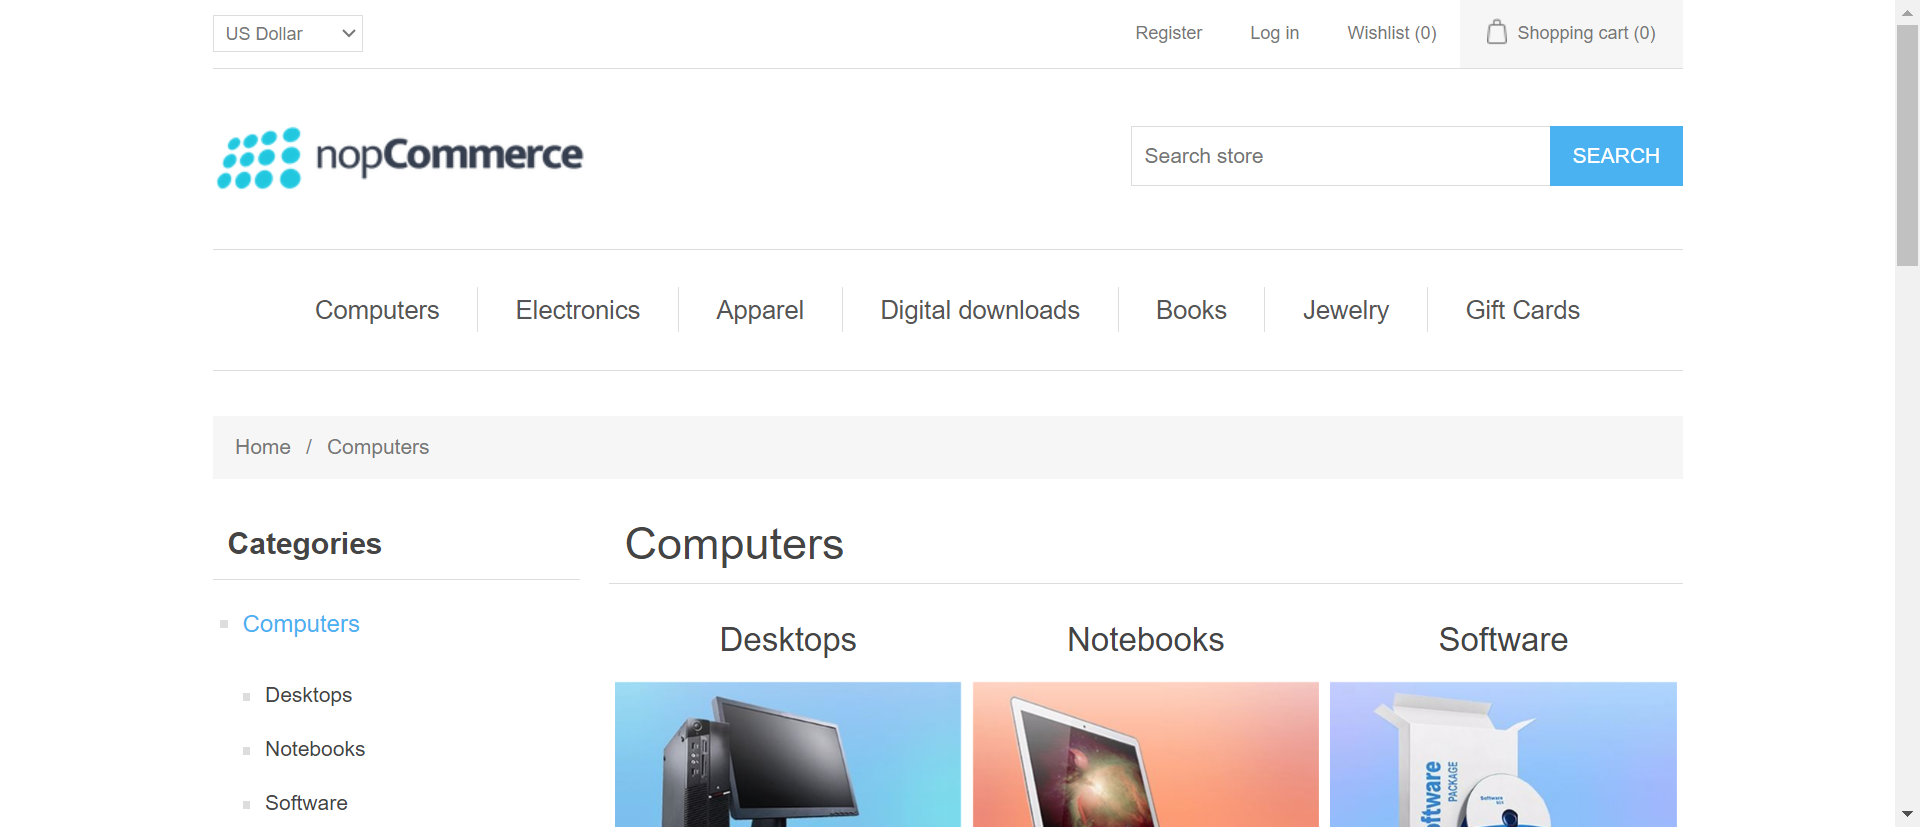 US Dollar
Register
Log in
Wishlist (0)
Shopping cart (0)
nopCommerce
Search store
SEARCH
Computers
Electronics
Apparel
Digital downloads
Books
Jewelry
Gift Cards
Home / Computers
Categories
Computers
Desktops
Notebooks
Software
Computers
Desktops
Notebooks
Software
PACKAGE
Software